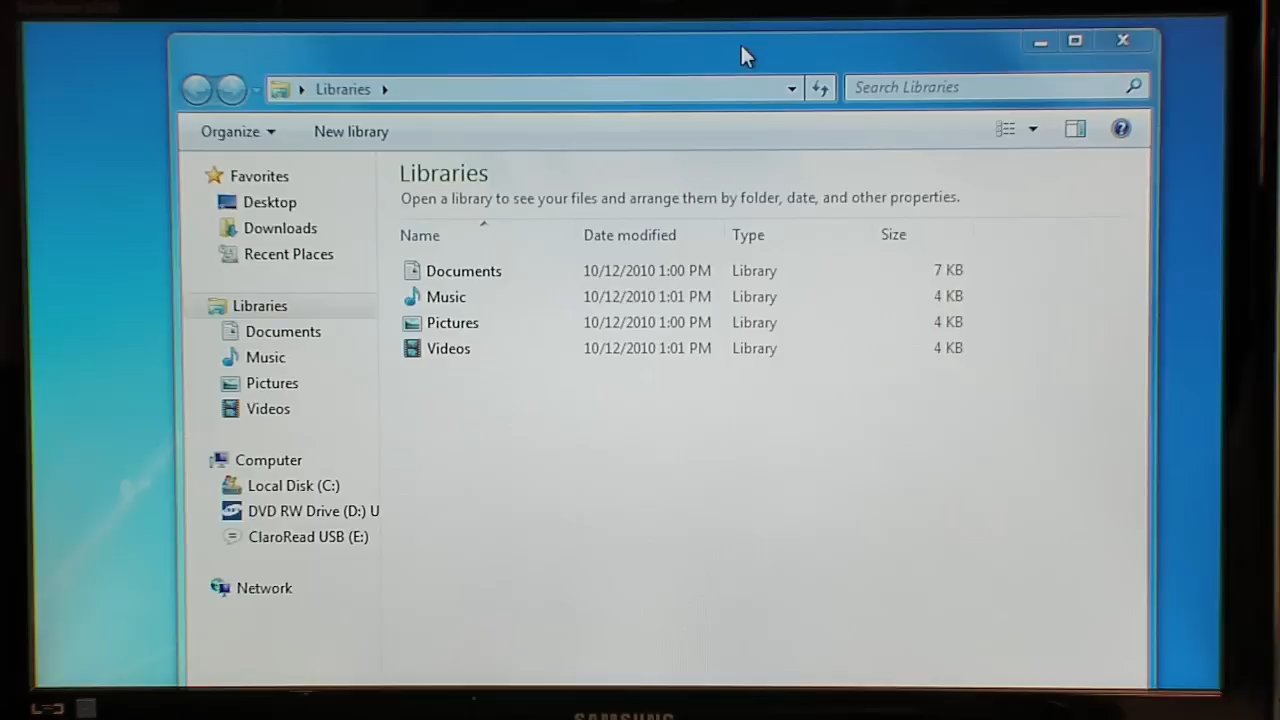 Libraries
Search Libraries
Organize
New library
Favorites
Desktop
Downloads
Recent Places
Libraries
Documents
Music
Pictures
Videos
Computer
Local Disk (C:)
DVD RW Drive (D:) U
ClaroRead USB (E:)
Network
Libraries
Open a library to see your files and arrange them by folder, date, and other properties.
Name Date modified Type Size
Documents 10/12/2010 1:00 PM Library 7 KB
Music 10/12/2010 1:01 PM Library 4 KB
Pictures 10/12/2010 1:00 PM Library 4 KB
Videos 10/12/2010 1:01 PM Library 4 KB
SAMSUNG